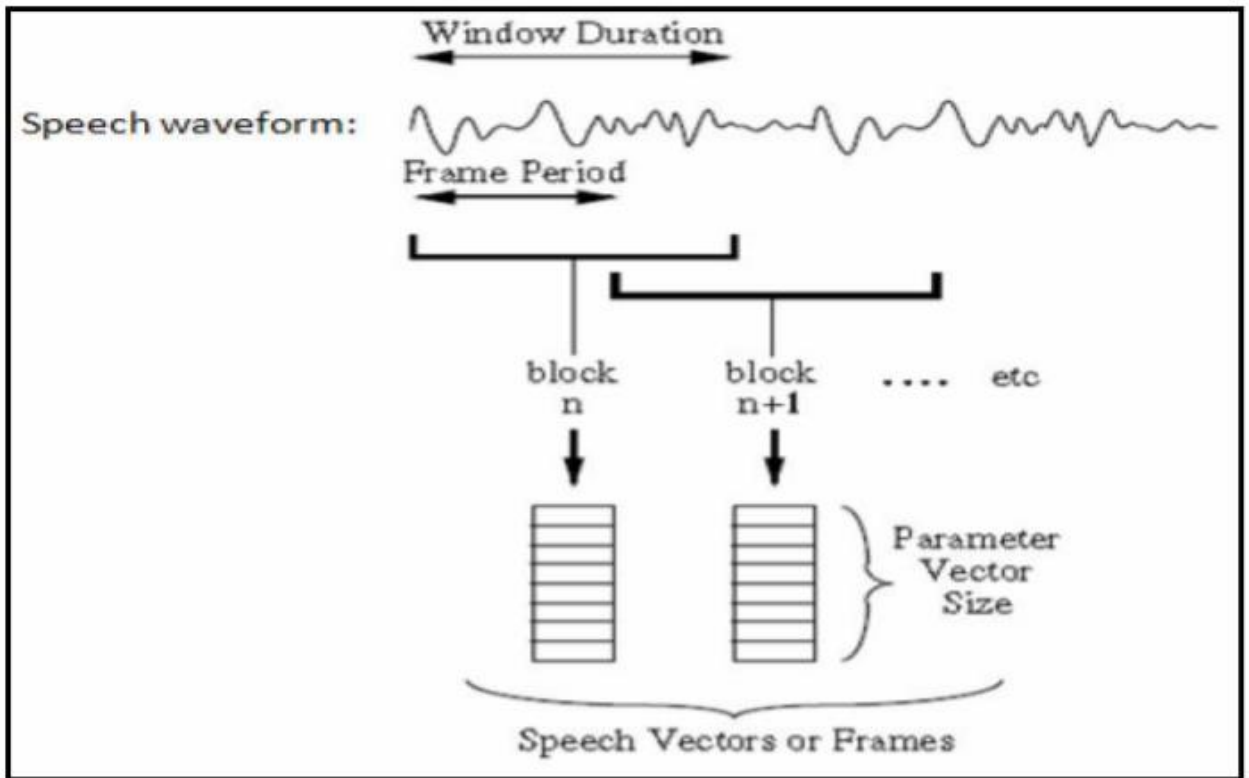 Window Duration
Speech waveform:
Frame Period
block
n
block
n+1
.... etc
Parameter
Vector
Size
Speech Vectors or Frames